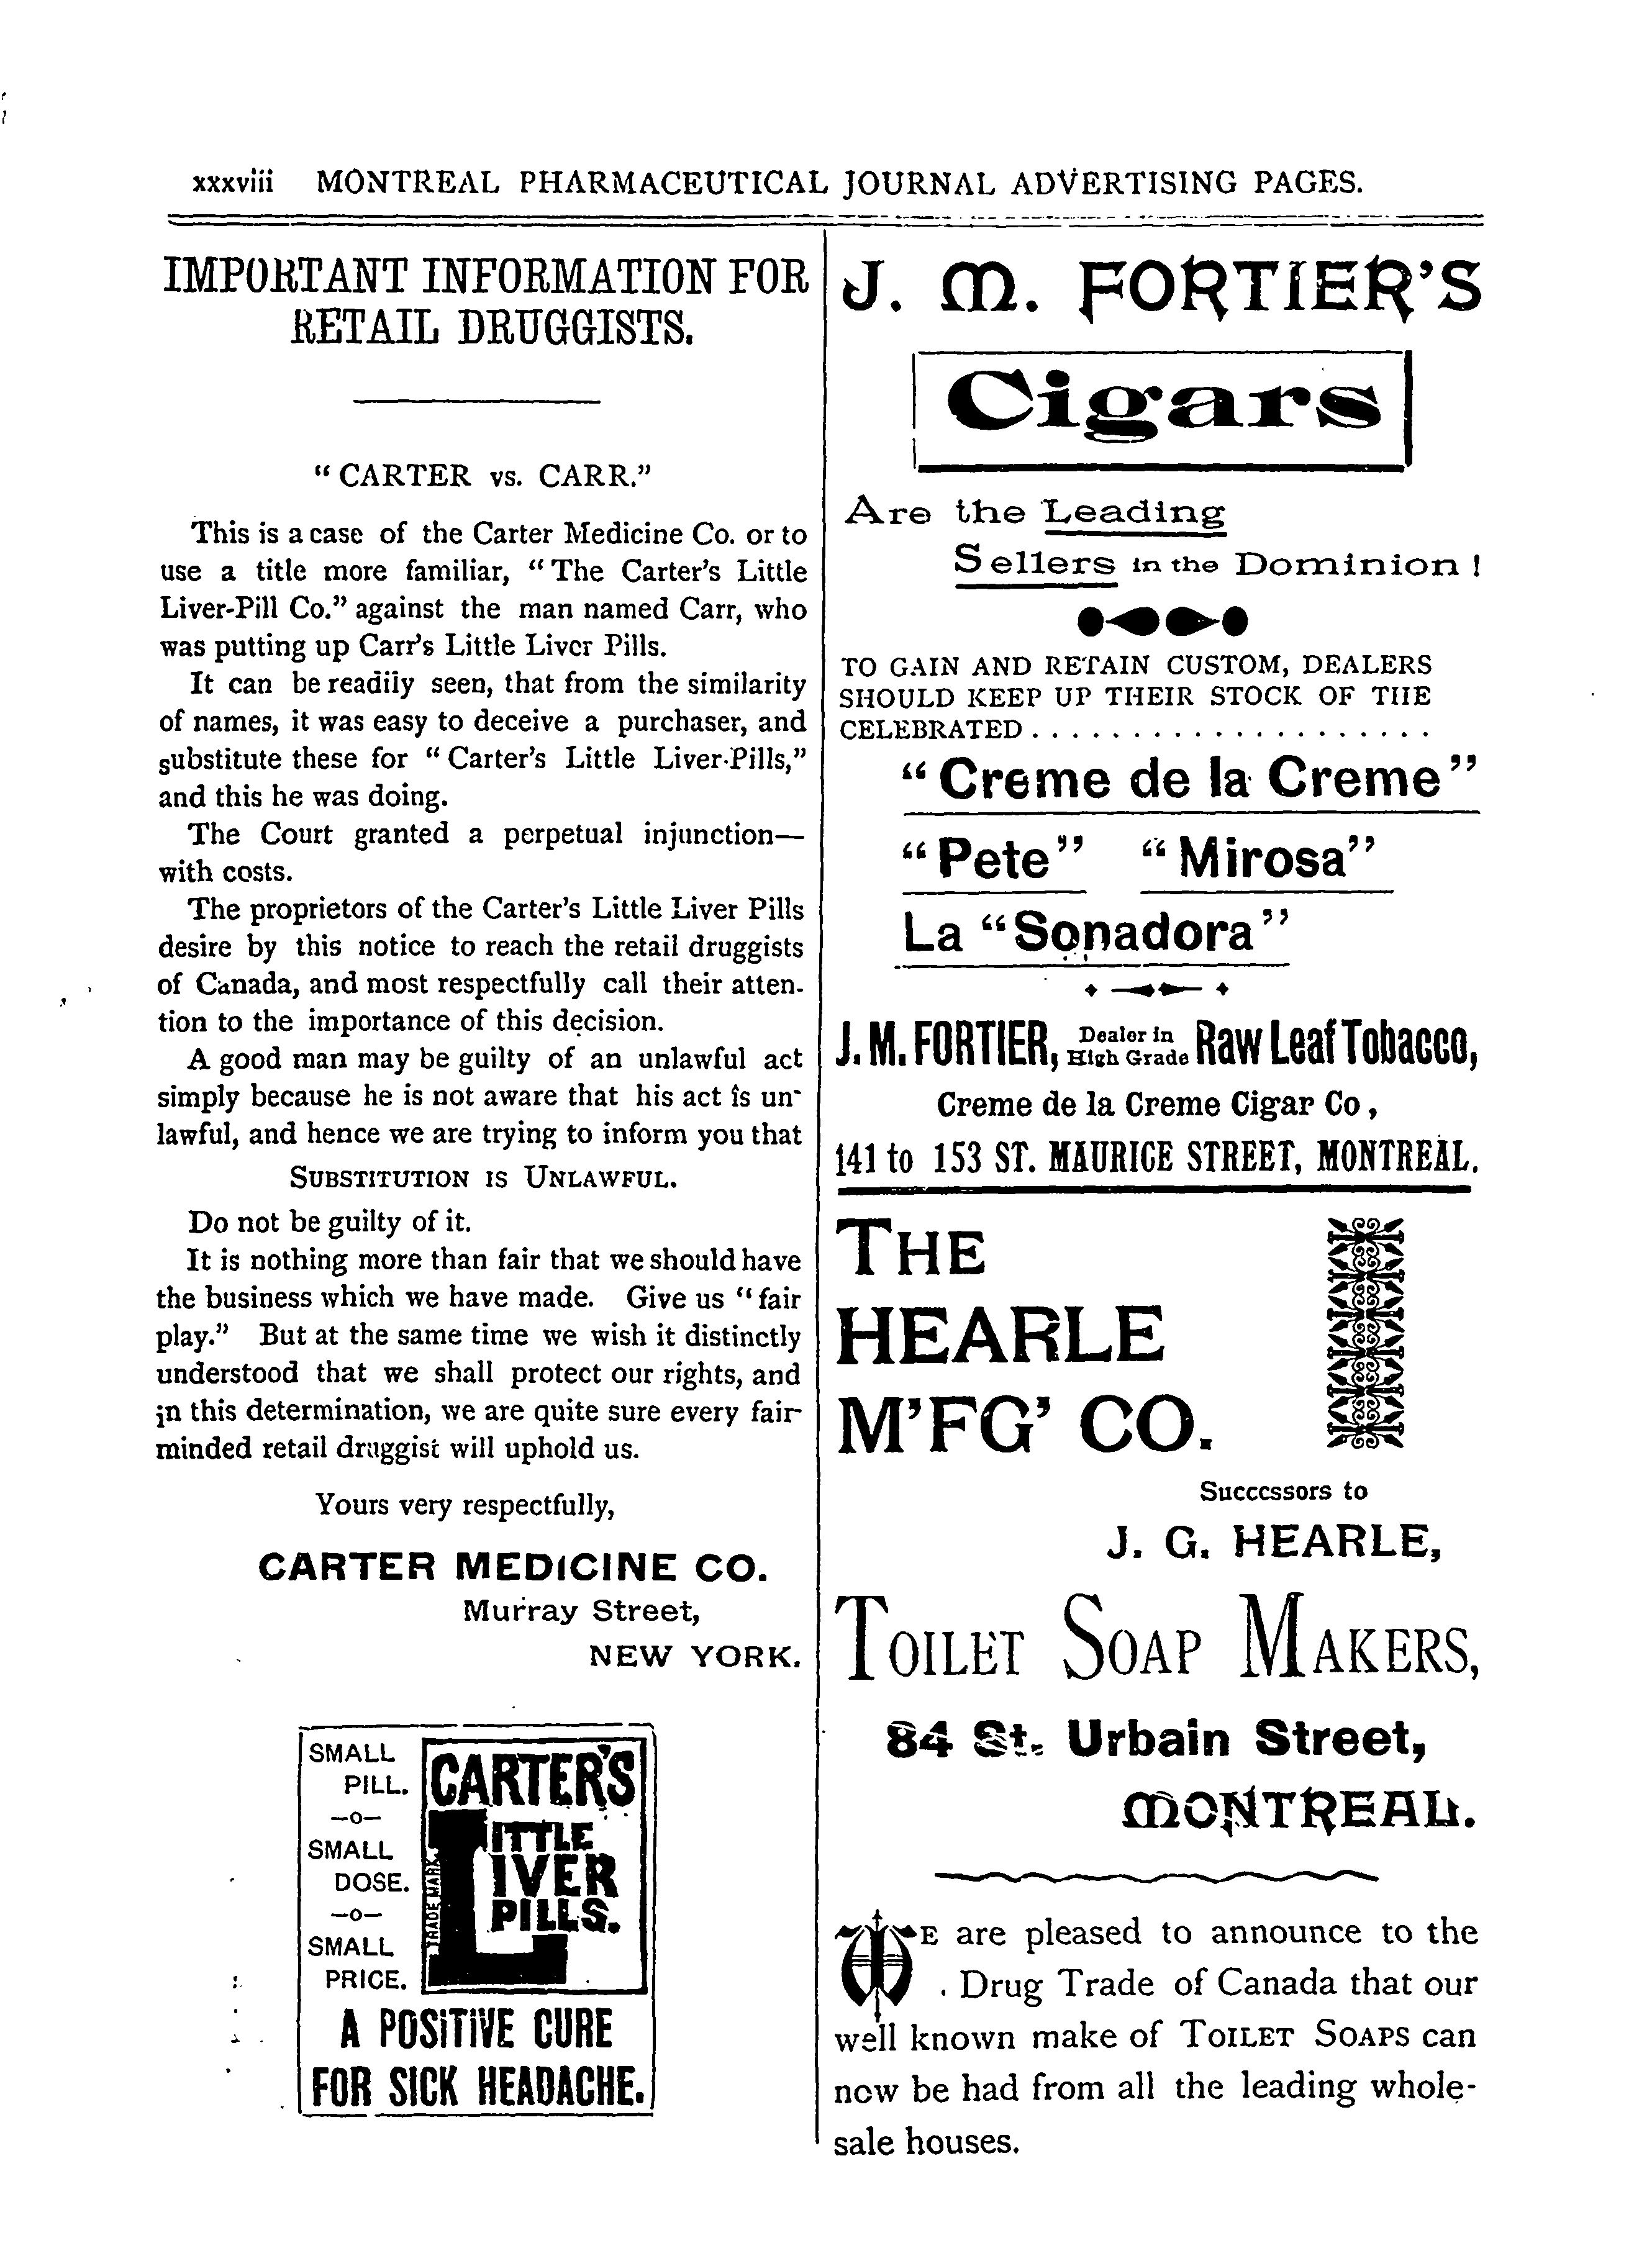 xxxviii MONTREAL PHARMACEUTICAL JOURNAL ADVERTISING PAGES.
IMPORTANT INFORMATION FOR
RETAIL DRUGGISTS.
"CARTER vs. CARR."
This is a case of the Carter Medicine Co. or to
use a title more familiar, "The Carter's Little
Liver-Pill Co." against the man named Carr, who
was putting up Carr's Little Liver Pills.
It can be readily seen, that from the similarity
of names, it was easy to deceive a purchaser, and
substitute these for "Carter's Little Liver-Pills,"
and this he was doing.
The Court granted a perpetual injunction—
with costs.
The proprietors of the Carter's Little Liver Pills
desire by this notice to reach the retail druggists
of Canada, and most respectfully call their atten-
tion to the importance of this decision.
A good man may be guilty of an unlawful act
simply because he is not aware that his act is un-
lawful, and hence we are trying to inform you that
SUBSTITUTION IS UNLAWFUL.
Do not be guilty of it.
It is nothing more than fair that we should have
the business which we have made. Give us "fair
play." But at the same time we wish it distinctly
understood that we shall protect our rights, and
in this determination, we are quite sure every fair-
minded retail druggist will uphold us.
Yours very respectfully,
CARTER MEDICINE CO.
Murray Street,
NEW YORK.
SMALL
PILL.
—o—
SMALL
DOSE.
—o—
SMALL
PRICE.
CARTER'S
LITTLE
LIVER
PILLS.
TRADE MARK
A POSITIVE CURE
FOR SICK HEADACHE.
J. M. FORTIER'S
Cigars
Are the Leading
Sellers in the Dominion!
TO GAIN AND RETAIN CUSTOM, DEALERS
SHOULD KEEP UP THEIR STOCK OF THE
CELEBRATED . . . . . . . . . . . . . . . . . . . .
"Creme de la Creme"
"Pete" "Mirosa"
La "Sonadora"
J. M. FORTIER, Dealer in High Grade Raw Leaf Tobacco,
Creme de la Creme Cigar Co,
141 to 153 ST. MAURICE STREET, MONTREAL.
THE
HEARLE
M'FG' CO.
Successors to
J. G. HEARLE,
TOILET SOAP MAKERS,
84 St. Urbain Street,
MONTREAL.
WE are pleased to announce to the
Drug Trade of Canada that our
well known make of TOILET SOAPS can
now be had from all the leading whole-
sale houses.